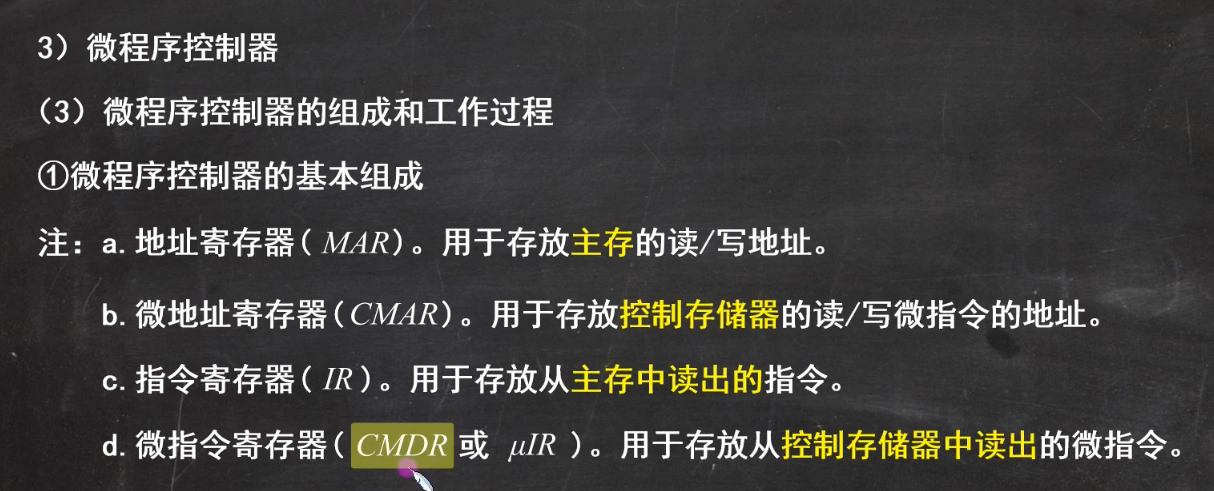 3）微程序控制器
（3）微程序控制器的组成和工作过程
①微程序控制器的基本组成
注：a.地址寄存器（MAR）。用于存放主存的读/写地址。
b.微地址寄存器（CMAR）。用于存放控制存储器的读/写微指令的地址。
c.指令寄存器（IR）。用于存放从主存中读出的指令。
d.微指令寄存器（CMDR或 μIR）。用于存放从控制存储器中读出的微指令。